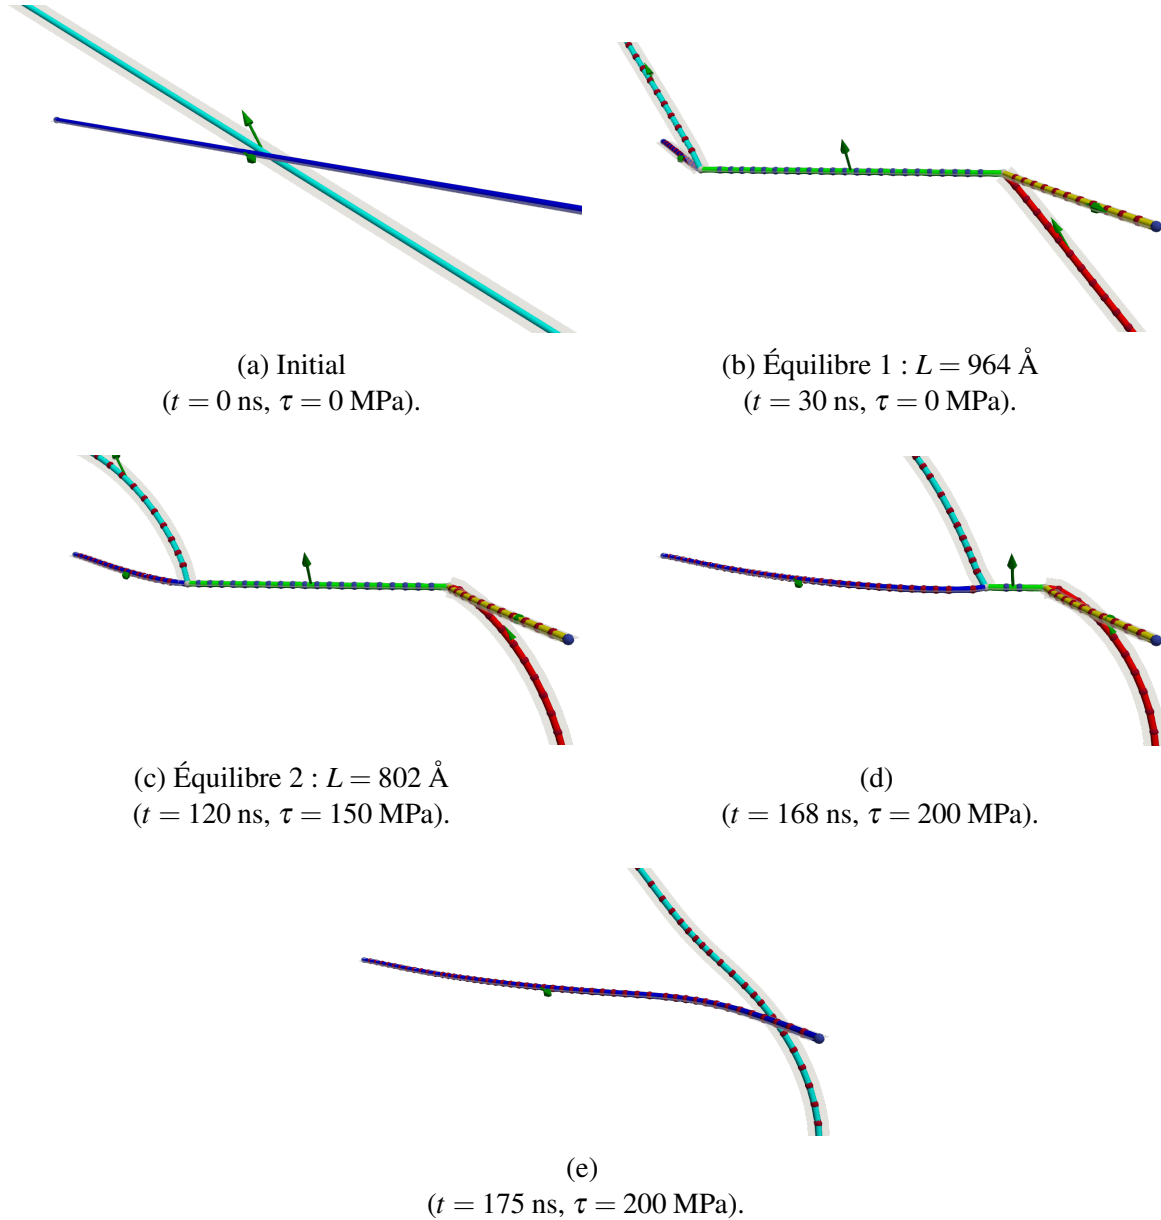 (a) Initial
(t = 0 ns, τ = 0 MPa).
(b) Équilibre 1 : L = 964 Å
(t = 30 ns, τ = 0 MPa).
(c) Équilibre 2 : L = 802 Å
(t = 120 ns, τ = 150 MPa).
(d)
(t = 168 ns, τ = 200 MPa).
(e)
(t = 175 ns, τ = 200 MPa).